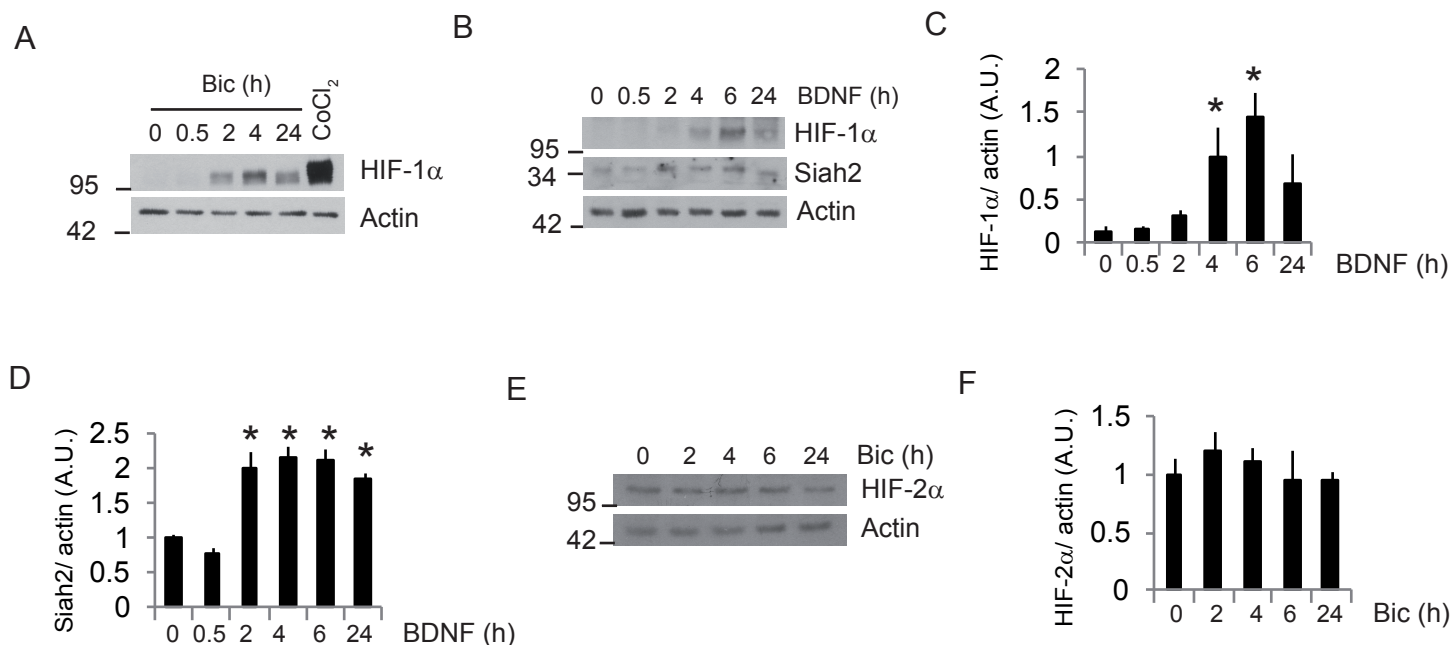 A
Bic (h)
0 0.5 2 4 24 CoCl2
95 HIF-1α
42 Actin
B
0 0.5 2 4 6 24 BDNF (h)
95 HIF-1α
34 Siah2
42 Actin
C
HIF-1α/ actin (A.U.)
2
1.5
1
0.5
0
* *
0 0.5 2 4 6 24 BDNF (h)
D
Siah2/ actin (A.U.)
2.5
2
1.5
1
0.5
0
* * * *
0 0.5 2 4 6 24 BDNF (h)
E
0 2 4 6 24 Bic (h)
95 HIF-2α
42 Actin
F
HIF-2α/ actin (A.U.)
1.5
1
0.5
0
0 2 4 6 24 Bic (h)